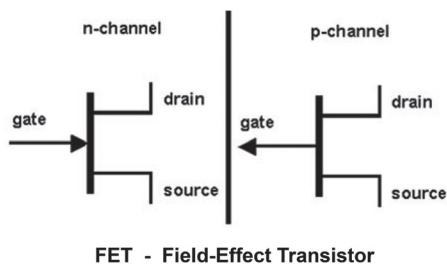 n-channel
drain
gate
source
p-channel
drain
gate
source
FET - Field-Effect Transistor